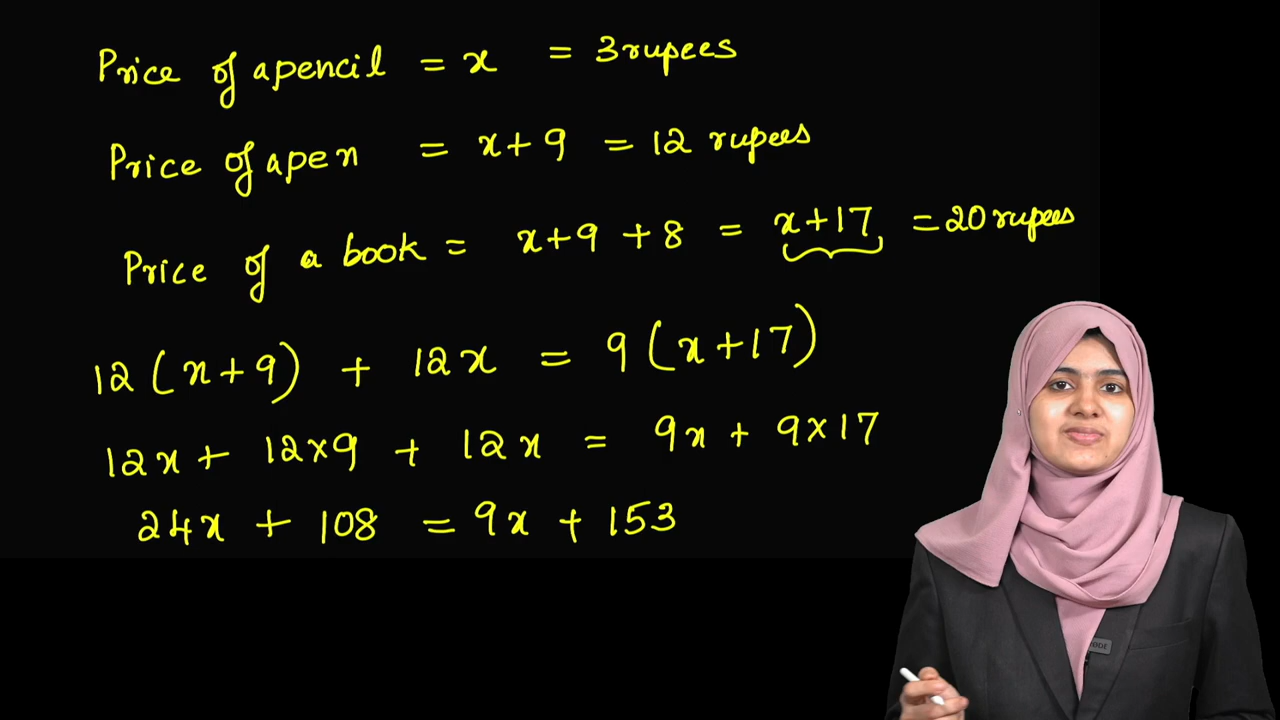 Price of a pencil = x = 3 rupees
Price of a pen = x + 9 = 12 rupees
Price of a book = x + 9 + 8 = x + 17 = 20 rupees
12 ( x + 9 ) + 12x = 9 ( x + 17 )
12x + 12 × 9 + 12x = 9x + 9 × 17
24x + 108 = 9x + 153
ODE